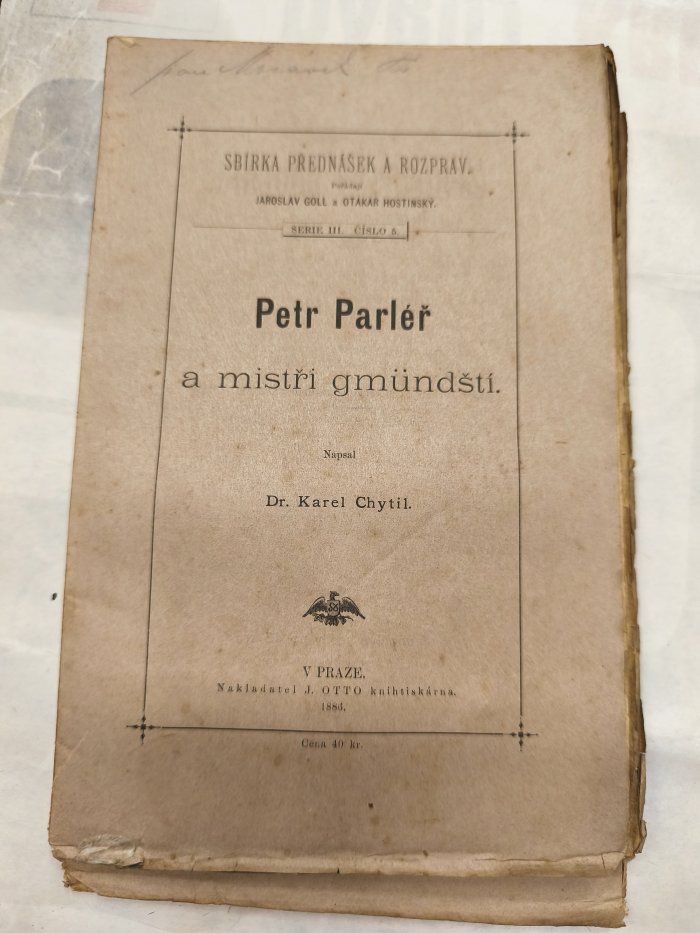 SBÍRKA PŘEDNÁŠEK A ROZPRAV.
Pořádají
JAROSLAV GOLL a OTAKAR HOSTINSKÝ.
SERIE III. ČÍSLO 5.
Petr Parléř
a mistři gmündští.
Napsal
Dr. Karel Chytil.
V PRAZE.
Nakladatel J. OTTO knihtiskárna.
1886.
Cena 40 kr.